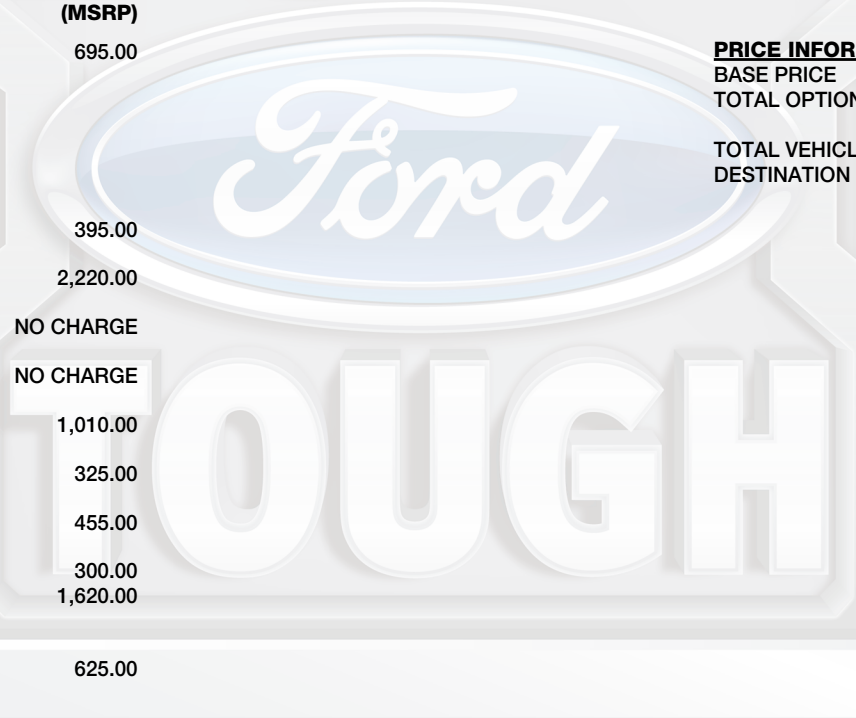 (MSRP)
695.00
395.00
2,220.00
NO CHARGE
NO CHARGE
1,010.00
325.00
455.00
300.00
1,620.00
625.00
PRICE INFOR
BASE PRICE
TOTAL OPTION
TOTAL VEHICL
DESTINATION
Ford
TOUGH